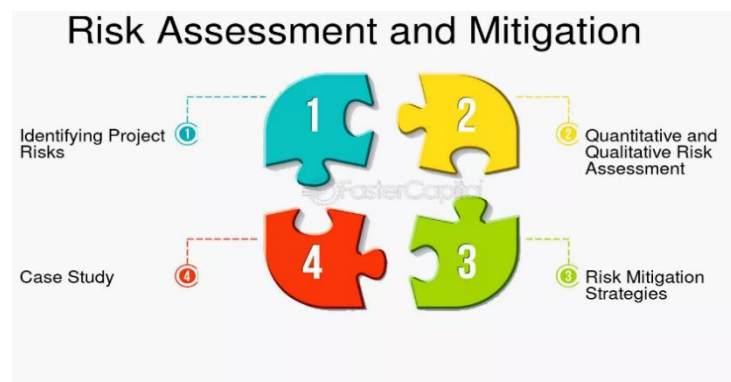 Risk Assessment and Mitigation
1
2
Identifying Project
Risks
1
2
Quantitative and
Qualitative Risk
Assessment
FasterCapital
4
3
Case Study
4
3
Risk Mitigation
Strategies